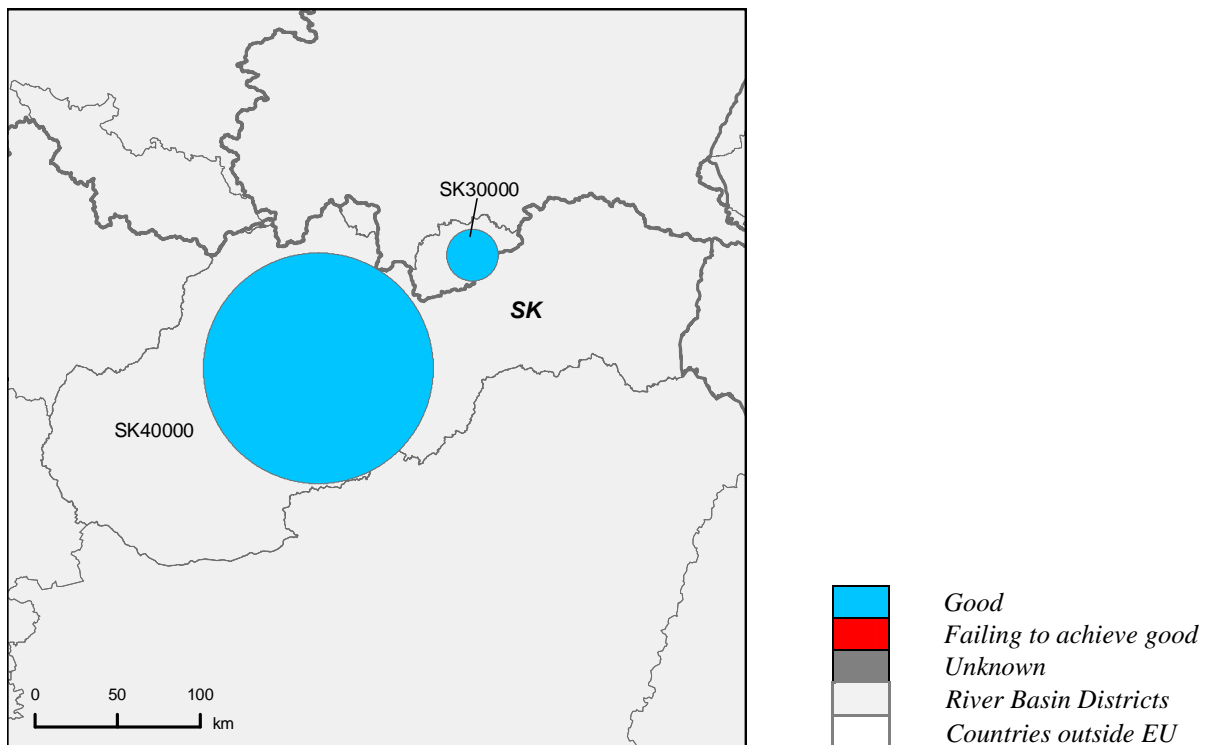 SK30000
SK
SK40000
0 50 100
km
Good
Failing to achieve good
Unknown
River Basin Districts
Countries outside EU